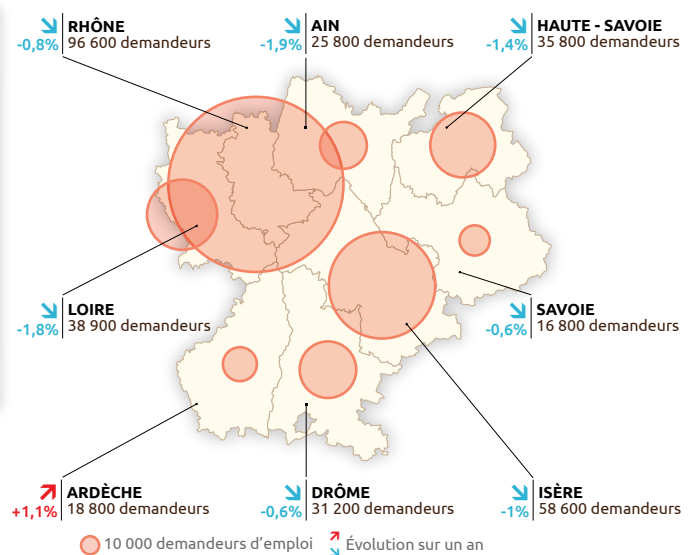 RHÔNE
-0,8% 96 600 demandeurs
AIN
-1,9% 25 800 demandeurs
HAUTE - SAVOIE
-1,4% 35 800 demandeurs
LOIRE
-1,8% 38 900 demandeurs
SAVOIE
-0,6% 16 800 demandeurs
ARDÈCHE
+1,1% 18 800 demandeurs
DRÔME
-0,6% 31 200 demandeurs
ISÈRE
-1% 58 600 demandeurs
10 000 demandeurs d'emploi Évolution sur un an